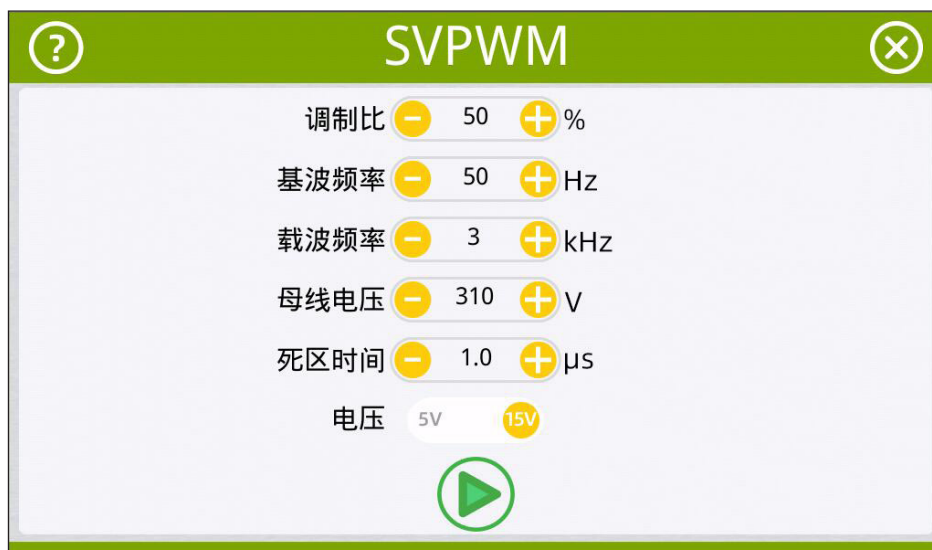 ? SVPWM
调制比 50 %
基波频率 50 Hz
载波频率 3 kHz
母线电压 310 V
死区时间 1.0 μs
电压 5V 15V